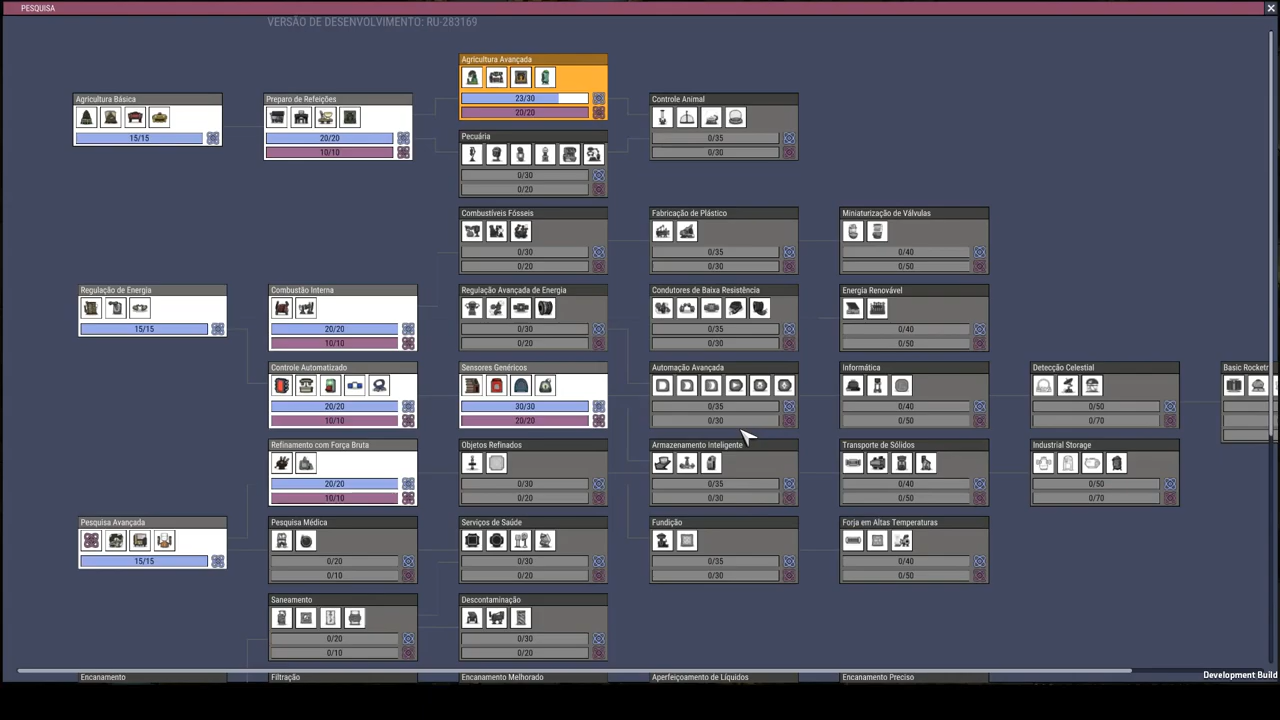 PESQUISA
VERSÃO DE DESENVOLVIMENTO: RU-283169
Agricultura Avançada
23/30
20/20
Agricultura Básica
15/15
Preparo de Refeições
20/20
10/10
Controle Animal
0/35
0/30
Pecuária
0/30
0/20
Combustíveis Fósseis
0/30
0/20
Fabricação de Plástico
0/35
0/30
Miniaturização de Válvulas
0/40
0/50
Regulação de Energia
15/15
Combustão Interna
20/20
10/10
Regulação Avançada de Energia
0/30
0/20
Condutores de Baixa Resistência
0/35
0/30
Energia Renovável
0/40
0/50
Controle Automatizado
20/20
10/10
Sensores Genéricos
30/30
20/20
Automação Avançada
0/35
0/30
Informática
0/40
0/50
Detecção Celestial
0/50
0/70
Basic Rocketr
Refinamento com Força Bruta
20/20
10/10
Objetos Refinados
0/30
0/20
Armazenamento Inteligente
0/35
0/30
Transporte de Sólidos
0/40
0/50
Industrial Storage
0/50
0/70
Pesquisa Avançada
15/15
Pesquisa Médica
0/20
0/10
Serviços de Saúde
0/30
0/20
Fundição
0/35
0/30
Forja em Altas Temperaturas
0/40
0/50
Saneamento
0/20
0/10
Descontaminação
0/30
0/20
Encanamento
Filtração
Encanamento Melhorado
Aperfeiçoamento de Líquidos
Encanamento Preciso
Development Build